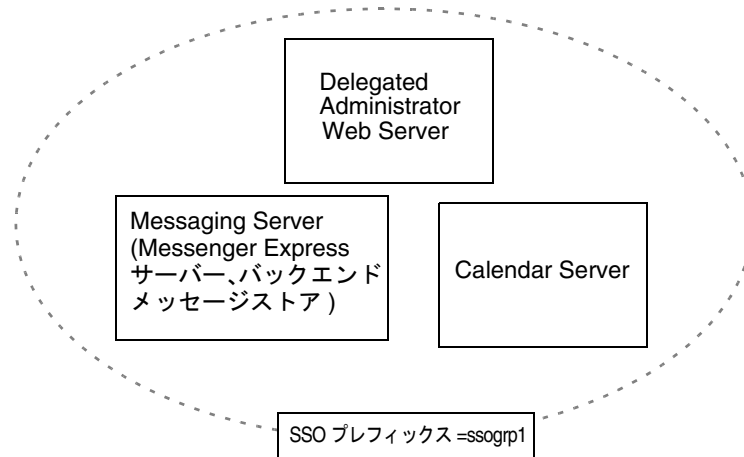 Delegated
Administrator
Web Server
Messaging Server
(Messenger Express
サーバー、バックエンド
メッセージストア )
Calendar Server
SSO プレフィックス =ssogrp1